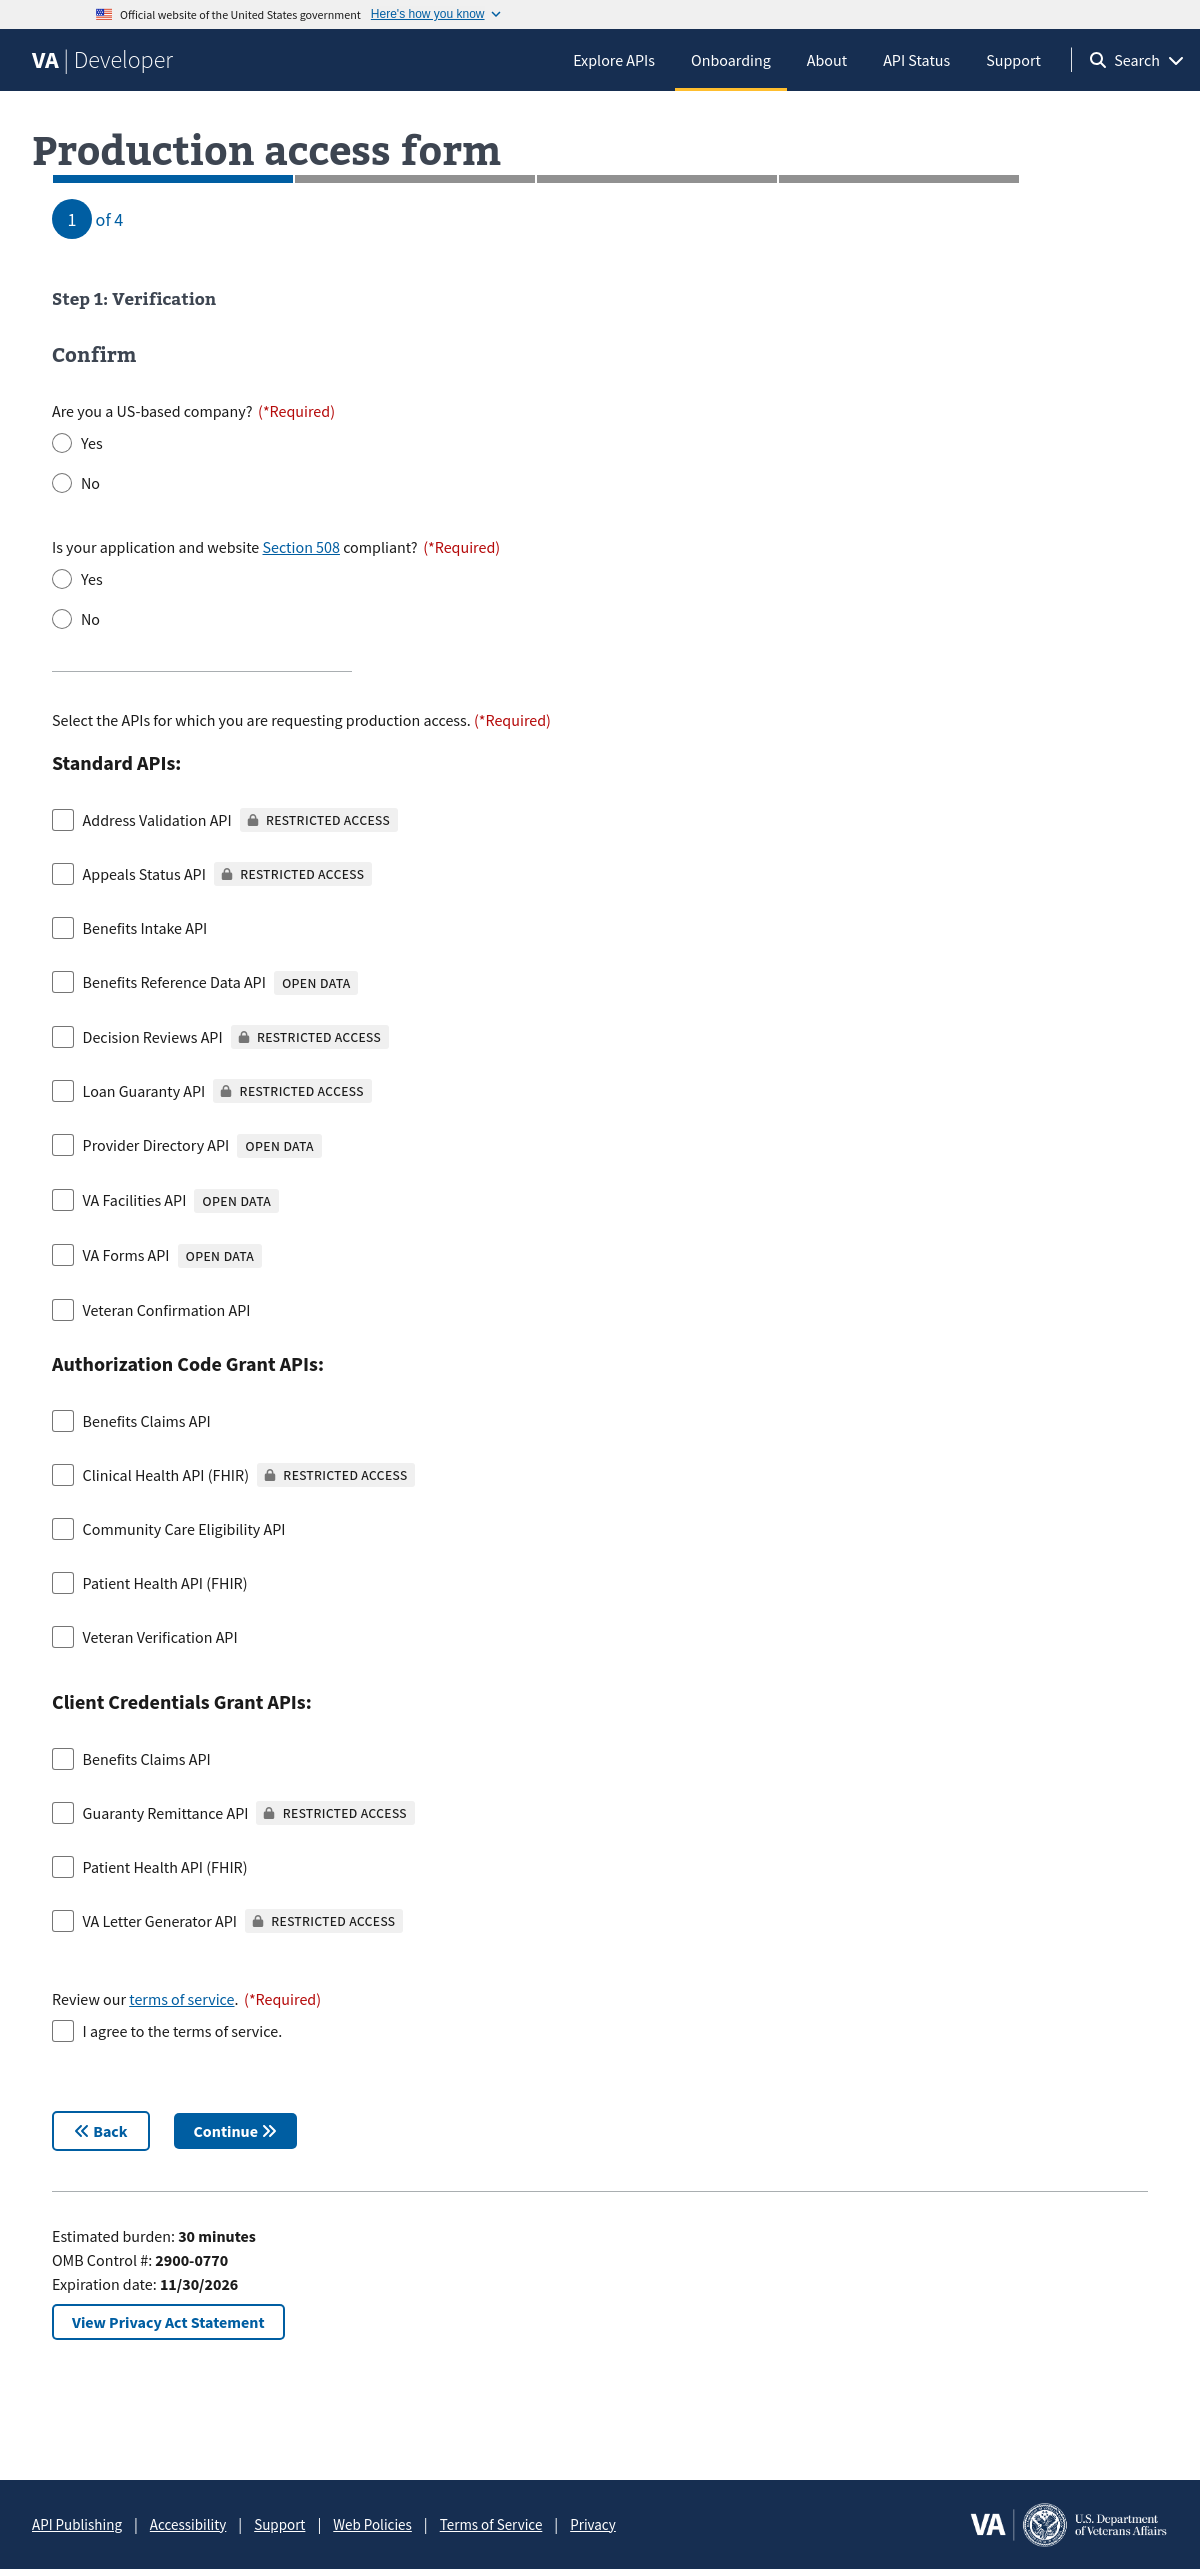 Official website of the United States government Here's how you know
VA | Developer Explore APIs Onboarding About API Status Support Search
Production access form
1 of 4
Step 1: Verification
Confirm
Are you a US-based company? (*Required)
Yes
No
Is your application and website Section 508 compliant? (*Required)
Yes
No
Select the APIs for which you are requesting production access. (*Required)
Standard APIs:
Address Validation API RESTRICTED ACCESS
Appeals Status API RESTRICTED ACCESS
Benefits Intake API
Benefits Reference Data API OPEN DATA
Decision Reviews API RESTRICTED ACCESS
Loan Guaranty API RESTRICTED ACCESS
Provider Directory API OPEN DATA
VA Facilities API OPEN DATA
VA Forms API OPEN DATA
Veteran Confirmation API
Authorization Code Grant APIs:
Benefits Claims API
Clinical Health API (FHIR) RESTRICTED ACCESS
Community Care Eligibility API
Patient Health API (FHIR)
Veteran Verification API
Client Credentials Grant APIs:
Benefits Claims API
Guaranty Remittance API RESTRICTED ACCESS
Patient Health API (FHIR)
VA Letter Generator API RESTRICTED ACCESS
Review our terms of service. (*Required)
I agree to the terms of service.
Back Continue
Estimated burden: 30 minutes
OMB Control #: 2900-0770
Expiration date: 11/30/2026
View Privacy Act Statement
API Publishing | Accessibility | Support | Web Policies | Terms of Service | Privacy
VA U.S. Department
of Veterans Affairs